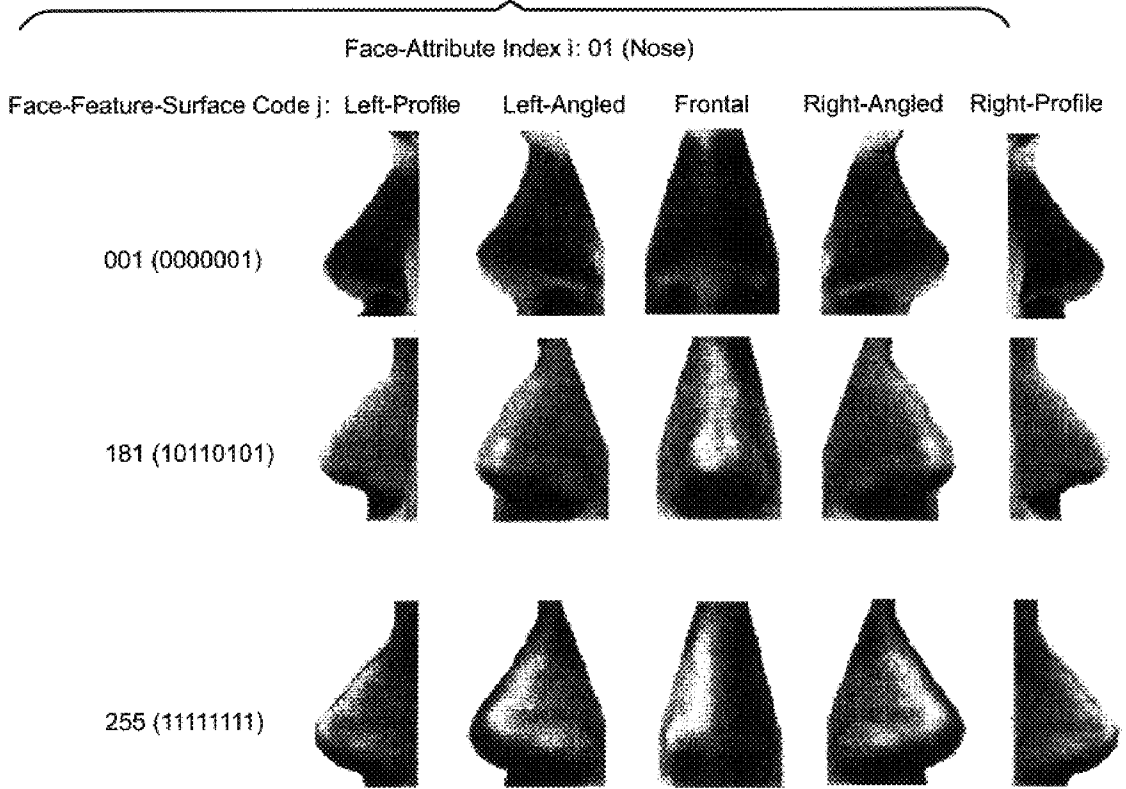 Face-Attribute Index i: 01 (Nose)
Face-Feature-Surface Code j: Left-Profile Left-Angled Frontal Right-Angled Right-Profile
001 (0000001)
181 (10110101)
255 (11111111)